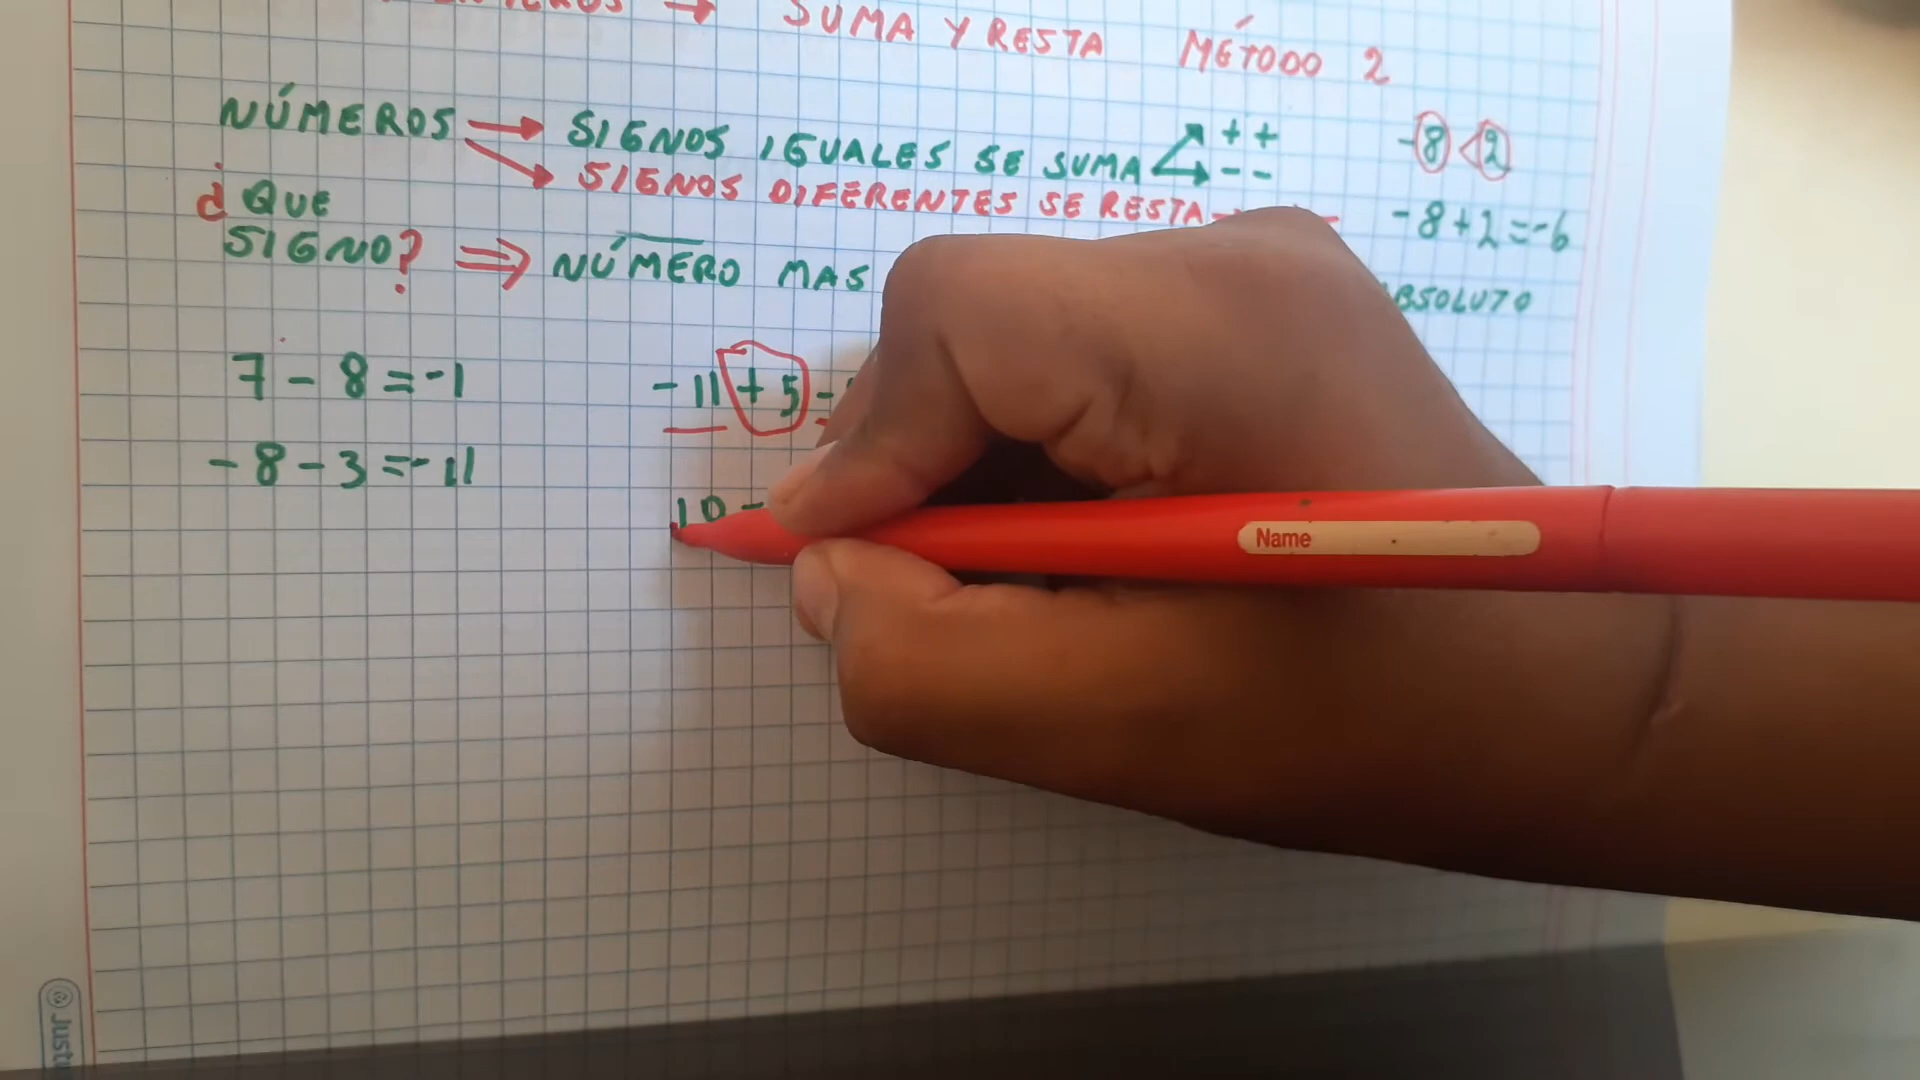 → SUMA Y RESTA MÉTODO 2
NÚMEROS → SIGNOS IGUALES SE SUMA + +
- -
→ SIGNOS DIFERENTES SE RESTA
-8 < 2
-8+2=-6
¿QUE
SIGNO? ⇒ NÚMERO MAS
7 - 8 = -1
-8 - 3 = -11
-11 + 5 =
10 -
Name